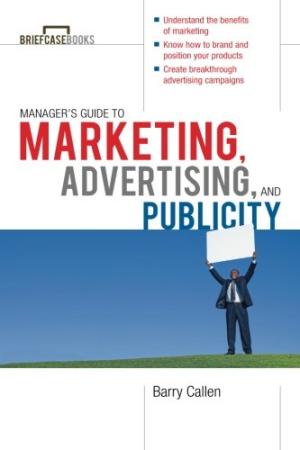 BRIEFCASEBOOKS
Understand the benefits
of marketing
Know how to brand and
position your products
Create breakthrough
advertising campaigns
MANAGER'S GUIDE TO
MARKETING,
ADVERTISING, AND
PUBLICITY
Barry Callen